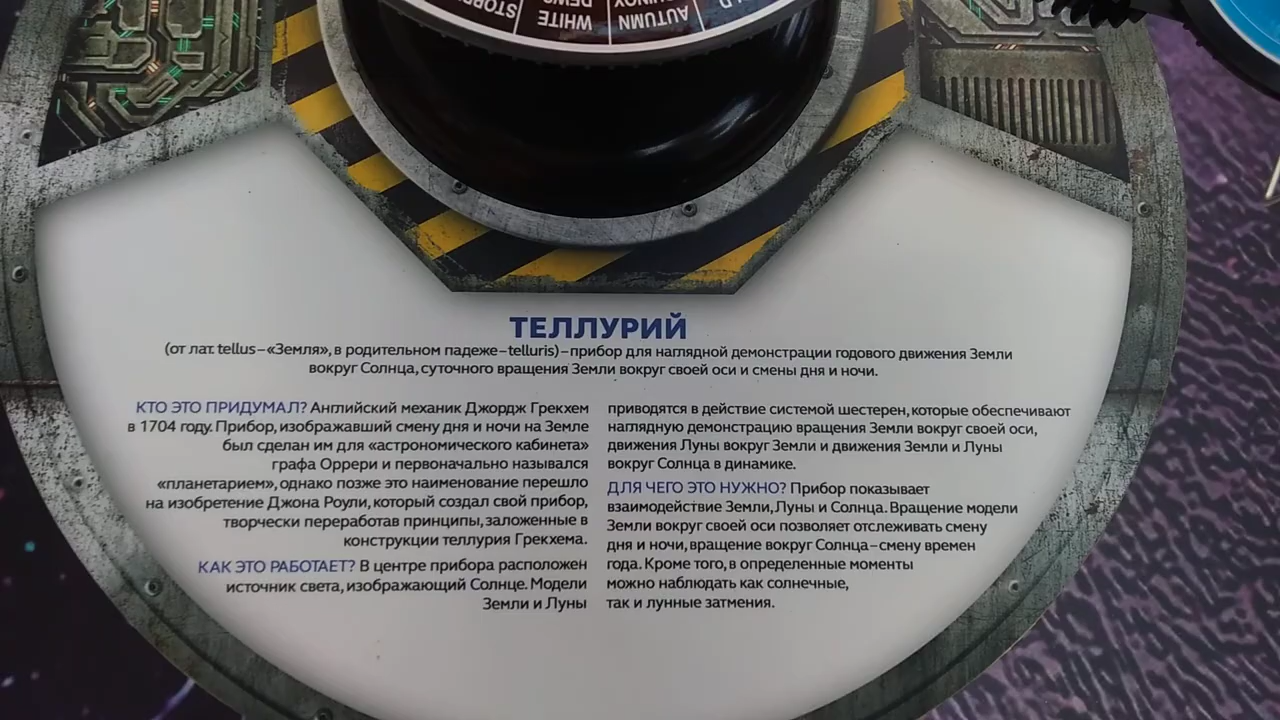 STOPP
WHITE
DEWS
AUTUMN
ТЕЛЛУРИЙ
(от лат. tellus – «Земля», в родительном падеже – telluris) – прибор для наглядной демонстрации годового движения Земли
вокруг Солнца, суточного вращения Земли вокруг своей оси и смены дня и ночи.
КТО ЭТО ПРИДУМАЛ? Английский механик Джордж Грекхем
в 1704 году. Прибор, изображавший смену дня и ночи на Земле
был сделан им для «астрономического кабинета»
графа Оррери и первоначально назывался
«планетарием», однако позже это наименование перешло
на изобретение Джона Роули, который создал свой прибор,
творчески переработав принципы, заложенные в
конструкции теллурия Грекхема.
КАК ЭТО РАБОТАЕТ? В центре прибора расположен
источник света, изображающий Солнце. Модели
Земли и Луны
приводятся в действие системой шестерен, которые обеспечивают
наглядную демонстрацию вращения Земли вокруг своей оси,
движения Луны вокруг Земли и движения Земли и Луны
вокруг Солнца в динамике.
ДЛЯ ЧЕГО ЭТО НУЖНО? Прибор показывает
взаимодействие Земли, Луны и Солнца. Вращение модели
Земли вокруг своей оси позволяет отслеживать смену
дня и ночи, вращение вокруг Солнца – смену времен
года. Кроме того, в определенные моменты
можно наблюдать как солнечные,
так и лунные затмения.